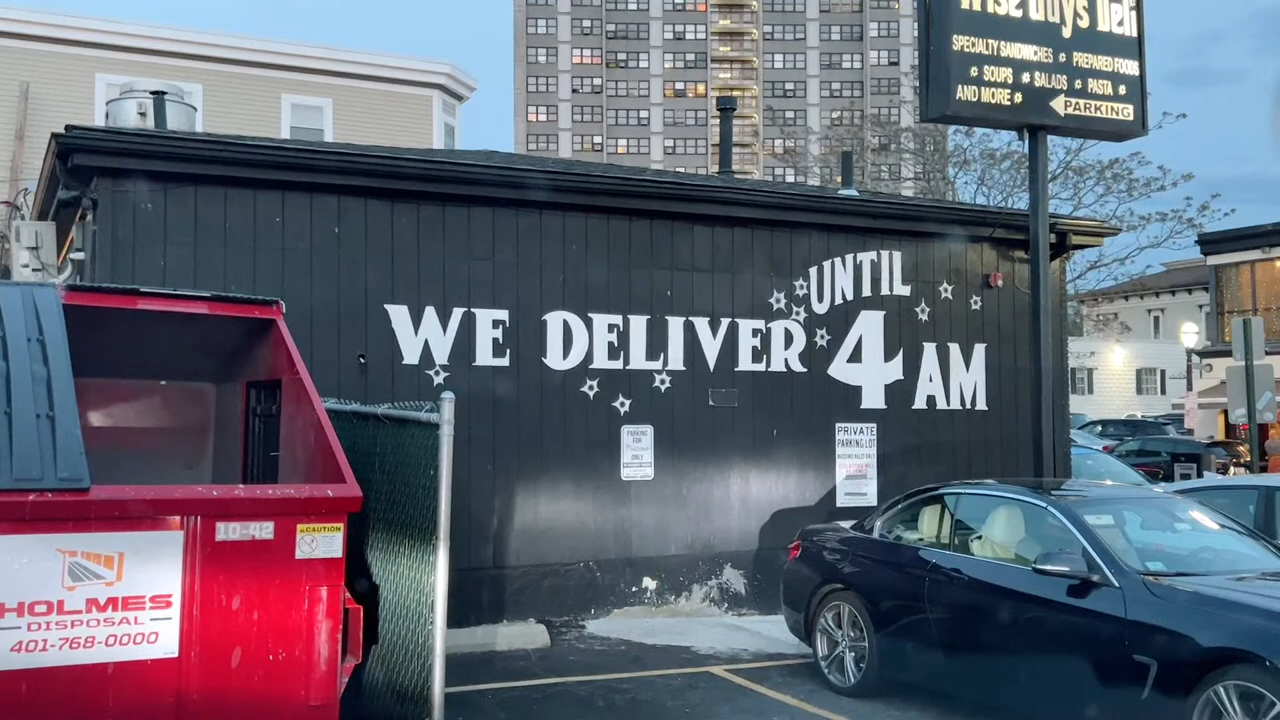 Wise Guys Deli
SPECIALTY SANDWICHES PREPARED FOODS
SOUPS SALADS PASTA
AND MORE
PARKING
WE DELIVER UNTIL 4 AM
PARKING
FOR
ONLY
PRIVATE
PARKING LOT
10-42
CAUTION
HOLMES
DISPOSAL
401-768-0000